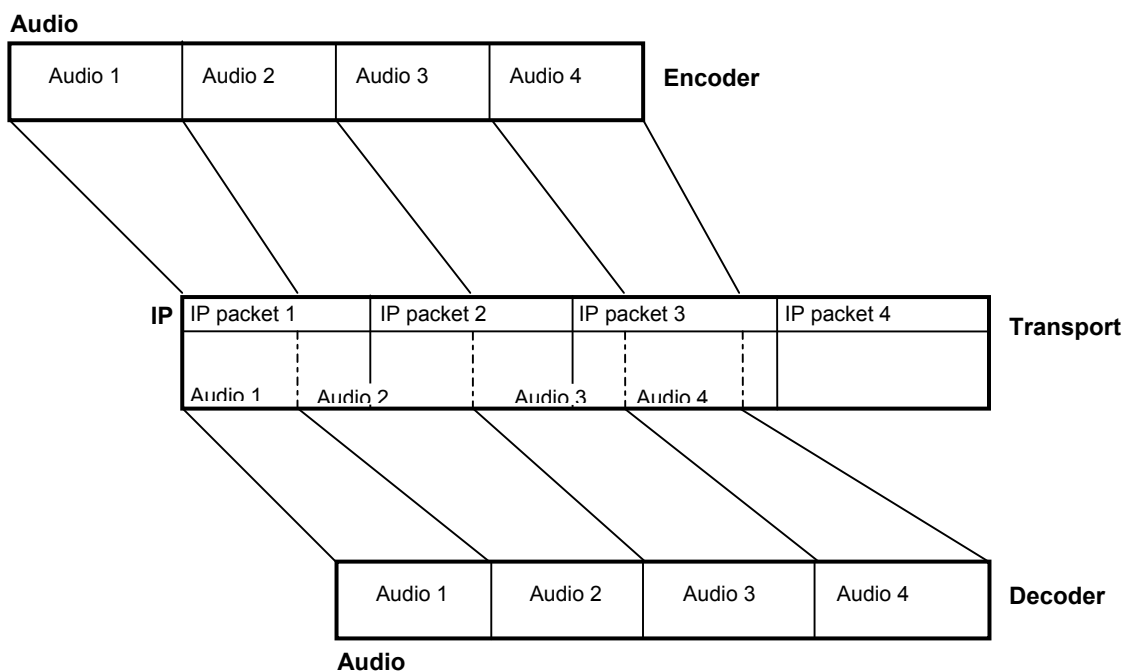 Audio
Audio 1 Audio 2 Audio 3 Audio 4 Encoder
IP IP packet 1 IP packet 2 IP packet 3 IP packet 4 Transport
Audio 1 Audio 2 Audio 3 Audio 4
Audio 1 Audio 2 Audio 3 Audio 4 Decoder
Audio